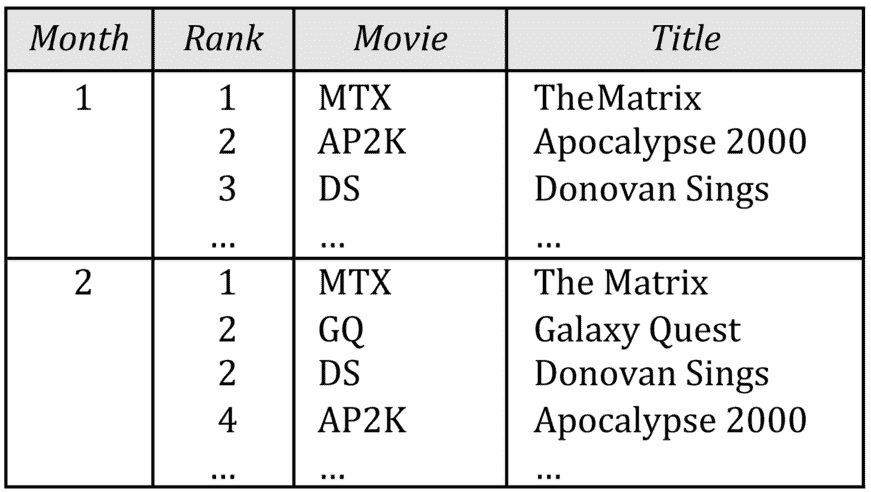 Month Rank Movie Title
1 1 MTX TheMatrix
2 AP2K Apocalypse 2000
3 DS Donovan Sings
... ... ...
2 1 MTX The Matrix
2 GQ Galaxy Quest
2 DS Donovan Sings
4 AP2K Apocalypse 2000
... ... ...